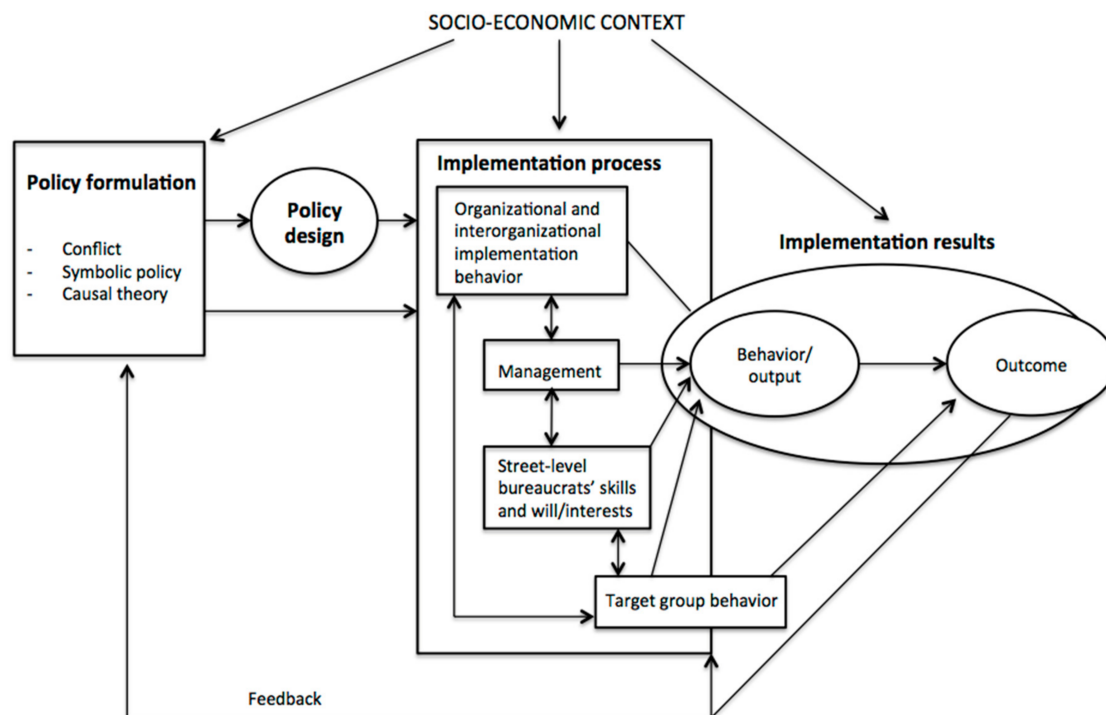 SOCIO-ECONOMIC CONTEXT
Policy formulation
- Conflict
- Symbolic policy
- Causal theory
Policy
design
Implementation process
Organizational and
interorganizational
implementation
behavior
Management
Street-level
bureaucrats' skills
and will/interests
Target group behavior
Implementation results
Behavior/
output
Outcome
Feedback